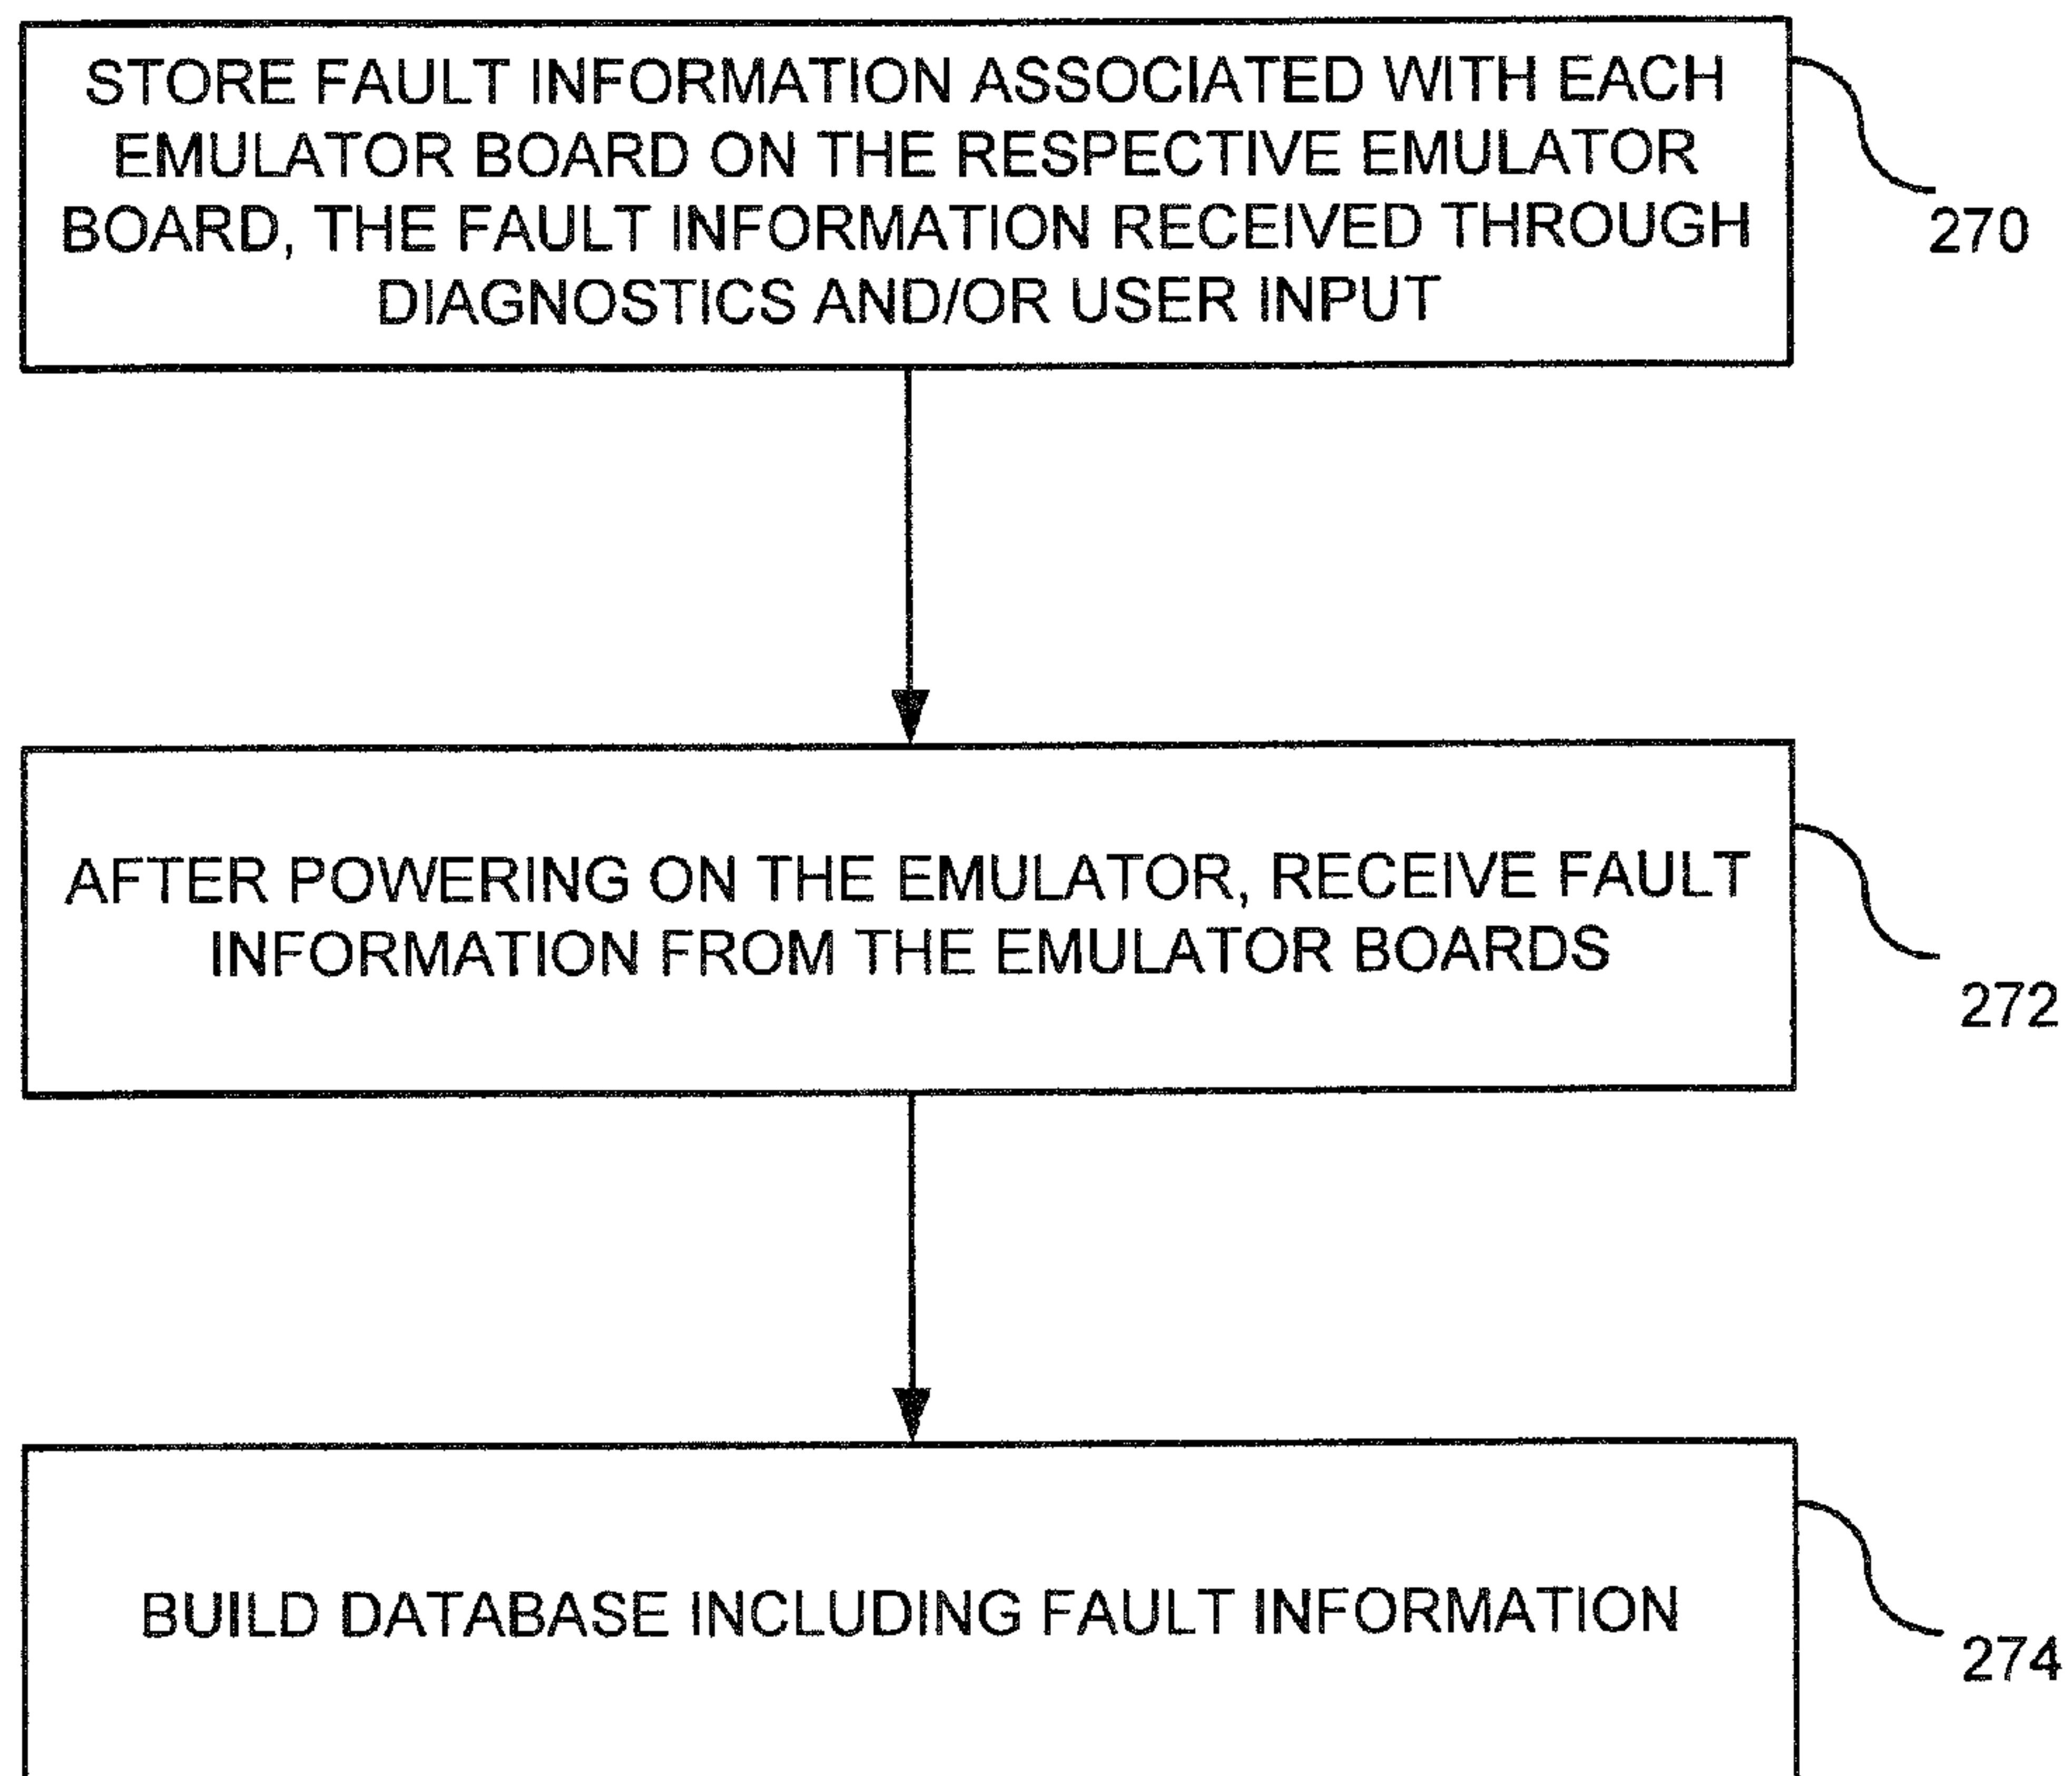 STORE FAULT INFORMATION ASSOCIATED WITH EACH
EMULATOR BOARD ON THE RESPECTIVE EMULATOR
BOARD, THE FAULT INFORMATION RECEIVED THROUGH
DIAGNOSTICS AND/OR USER INPUT
270
AFTER POWERING ON THE EMULATOR, RECEIVE FAULT
INFORMATION FROM THE EMULATOR BOARDS
272
BUILD DATABASE INCLUDING FAULT INFORMATION
274